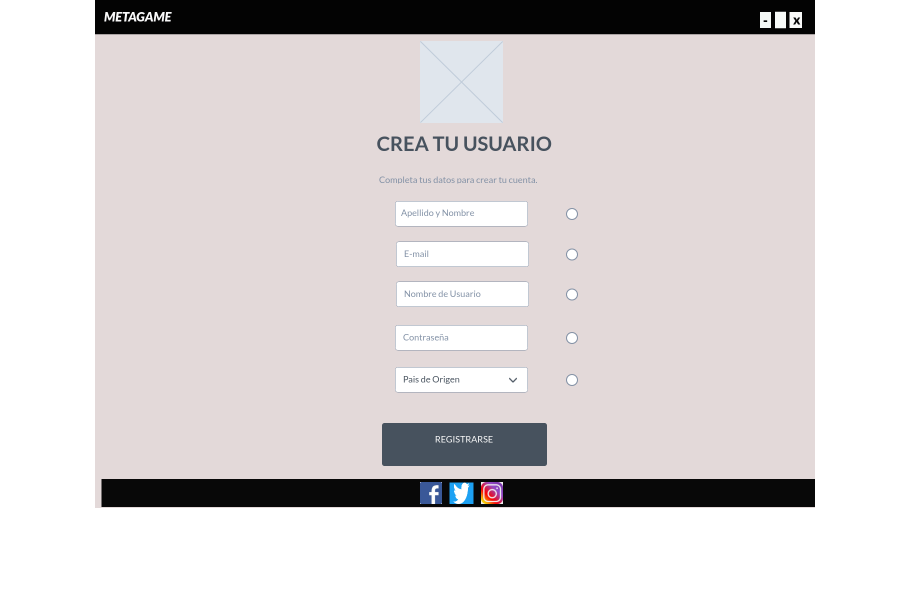 METAGAME
- X
CREA TU USUARIO
Completa tus datos para crear tu cuenta.
Apellido y Nombre
E-mail
Nombre de Usuario
Contraseña
Pais de Origen
REGISTRARSE